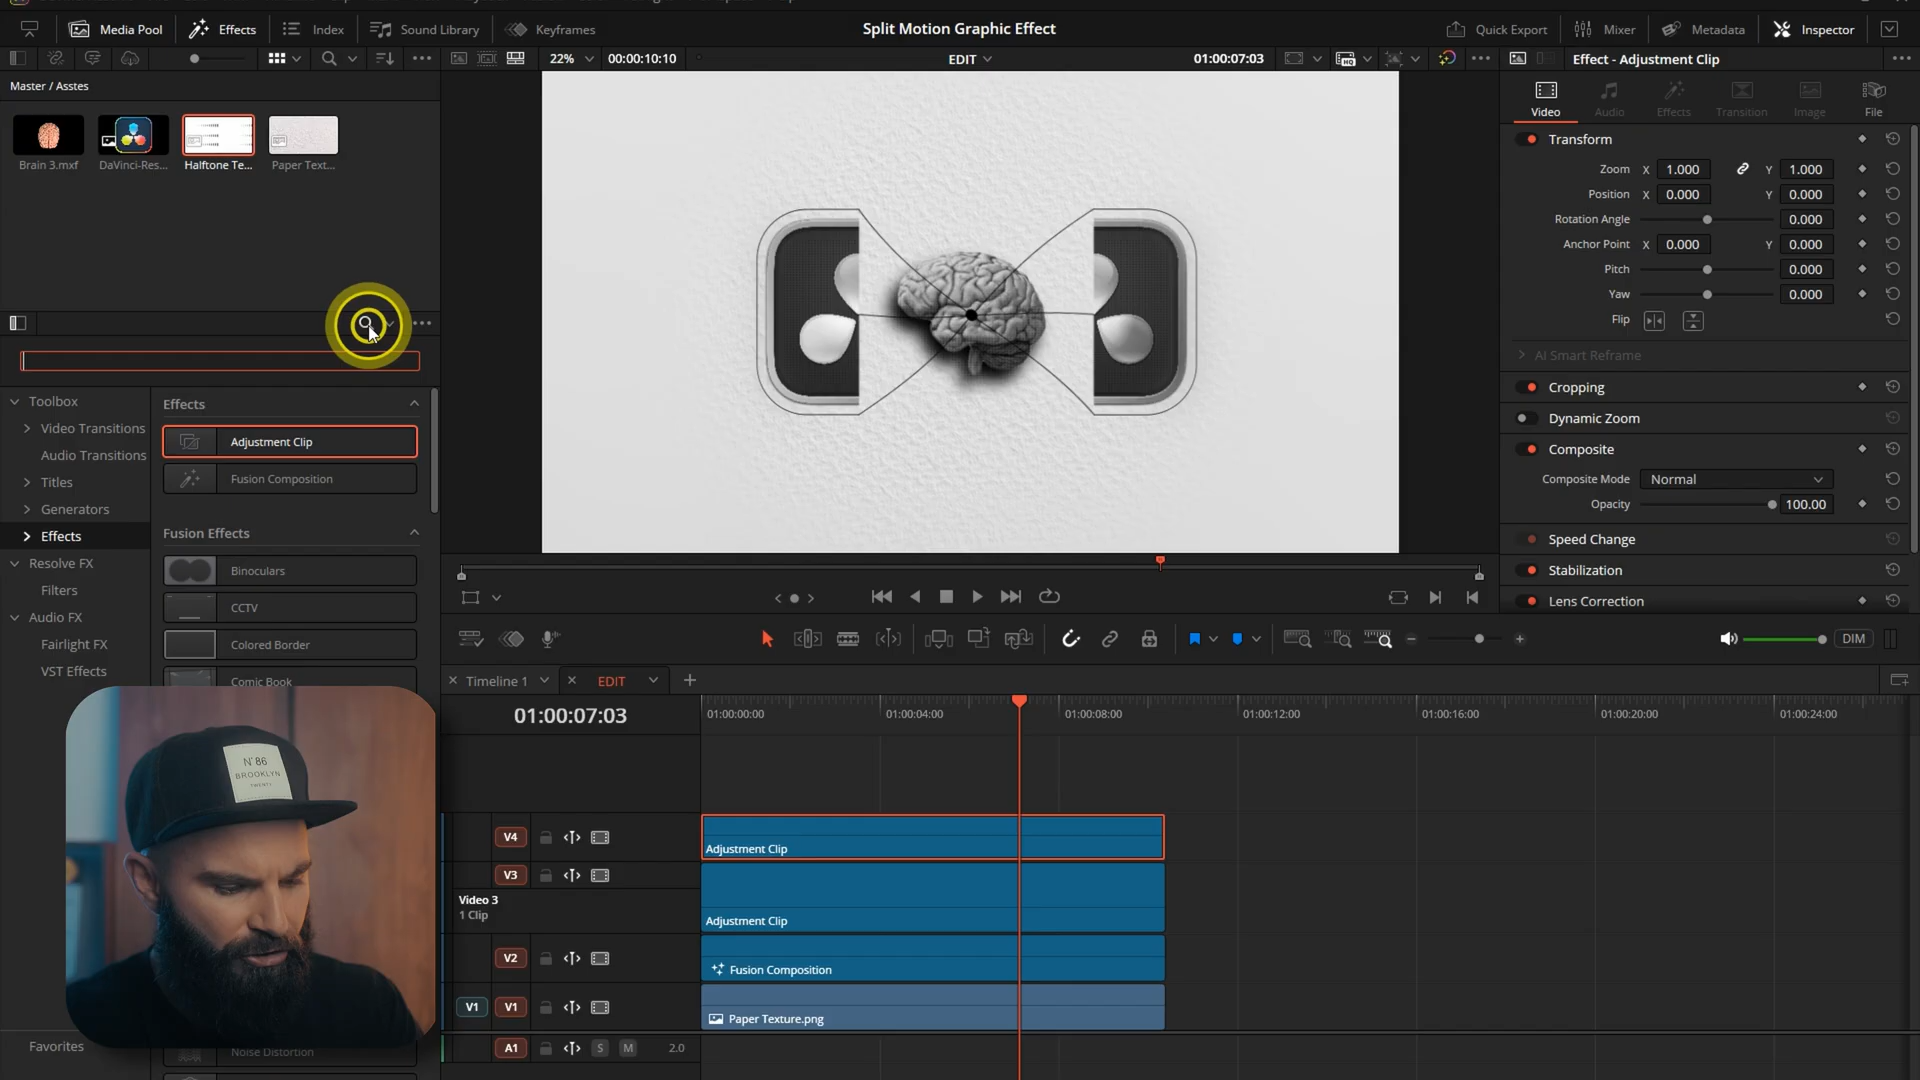 Media Pool
Effects
Index
Sound Library
Keyframes
Split Motion Graphic Effect
Quick Export
Mixer
Metadata
Inspector
22%
00:00:10:10
EDIT
01:00:07:03
Effect - Adjustment Clip
Master / Asstes
Brain 3.mxf
DaVinci-Res...
Halftone Te...
Paper Text...
Video
Audio
Effects
Transition
Image
File
Transform
Zoom X 1.000 Y 1.000
Position X 0.000 Y 0.000
Rotation Angle 0.000
Anchor Point X 0.000 Y 0.000
Pitch 0.000
Yaw 0.000
Flip
AI Smart Reframe
Cropping
Dynamic Zoom
Composite
Composite Mode Normal
Opacity 100.00
Speed Change
Stabilization
Lens Correction
Toolbox
Video Transitions
Audio Transitions
Titles
Generators
Effects
Resolve FX
Filters
Audio FX
Fairlight FX
VST Effects
Favorites
Effects
Adjustment Clip
Fusion Composition
Fusion Effects
Binoculars
CCTV
Colored Border
Comic Book
Noise Distortion
N°86
BROOKLYN
DIM
Timeline 1
EDIT
01:00:07:03
01:00:00:00
01:00:04:00
01:00:08:00
01:00:12:00
01:00:16:00
01:00:20:00
01:00:24:00
V4
Adjustment Clip
V3
Video 3
1 Clip
Adjustment Clip
V2
Fusion Composition
V1 V1
Paper Texture.png
A1 S M 2.0